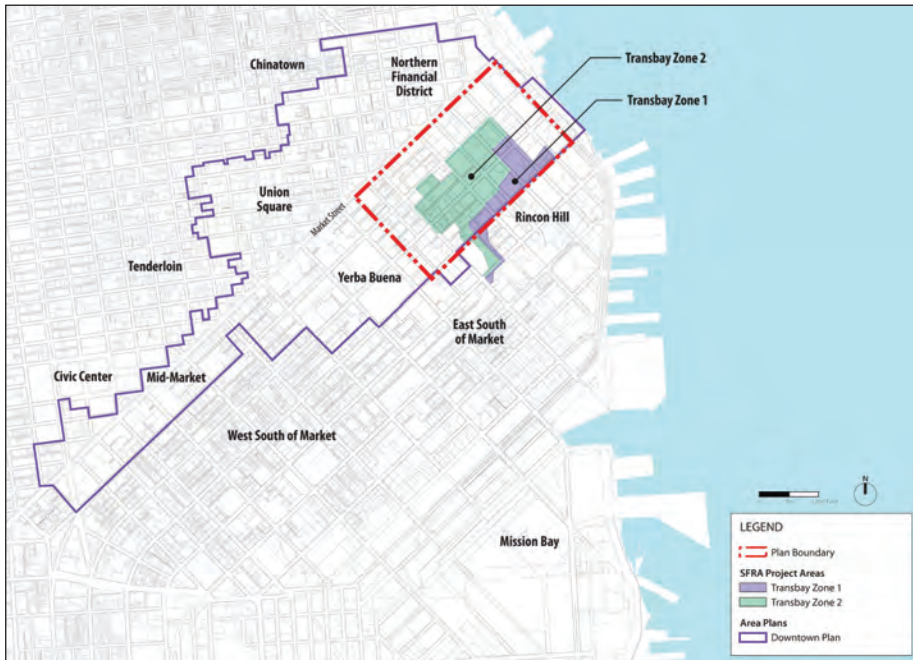 Chinatown
Northern
Financial
District
Transbay Zone 2
Transbay Zone 1
Union
Square
Market Street
Rincon Hill
Tenderloin
Yerba Buena
East South
of Market
Civic Center
Mid-Market
West South of Market
Mission Bay
N
LEGEND
Plan Boundary
SFRA Project Areas
Transbay Zone 1
Transbay Zone 2
Area Plans
Downtown Plan